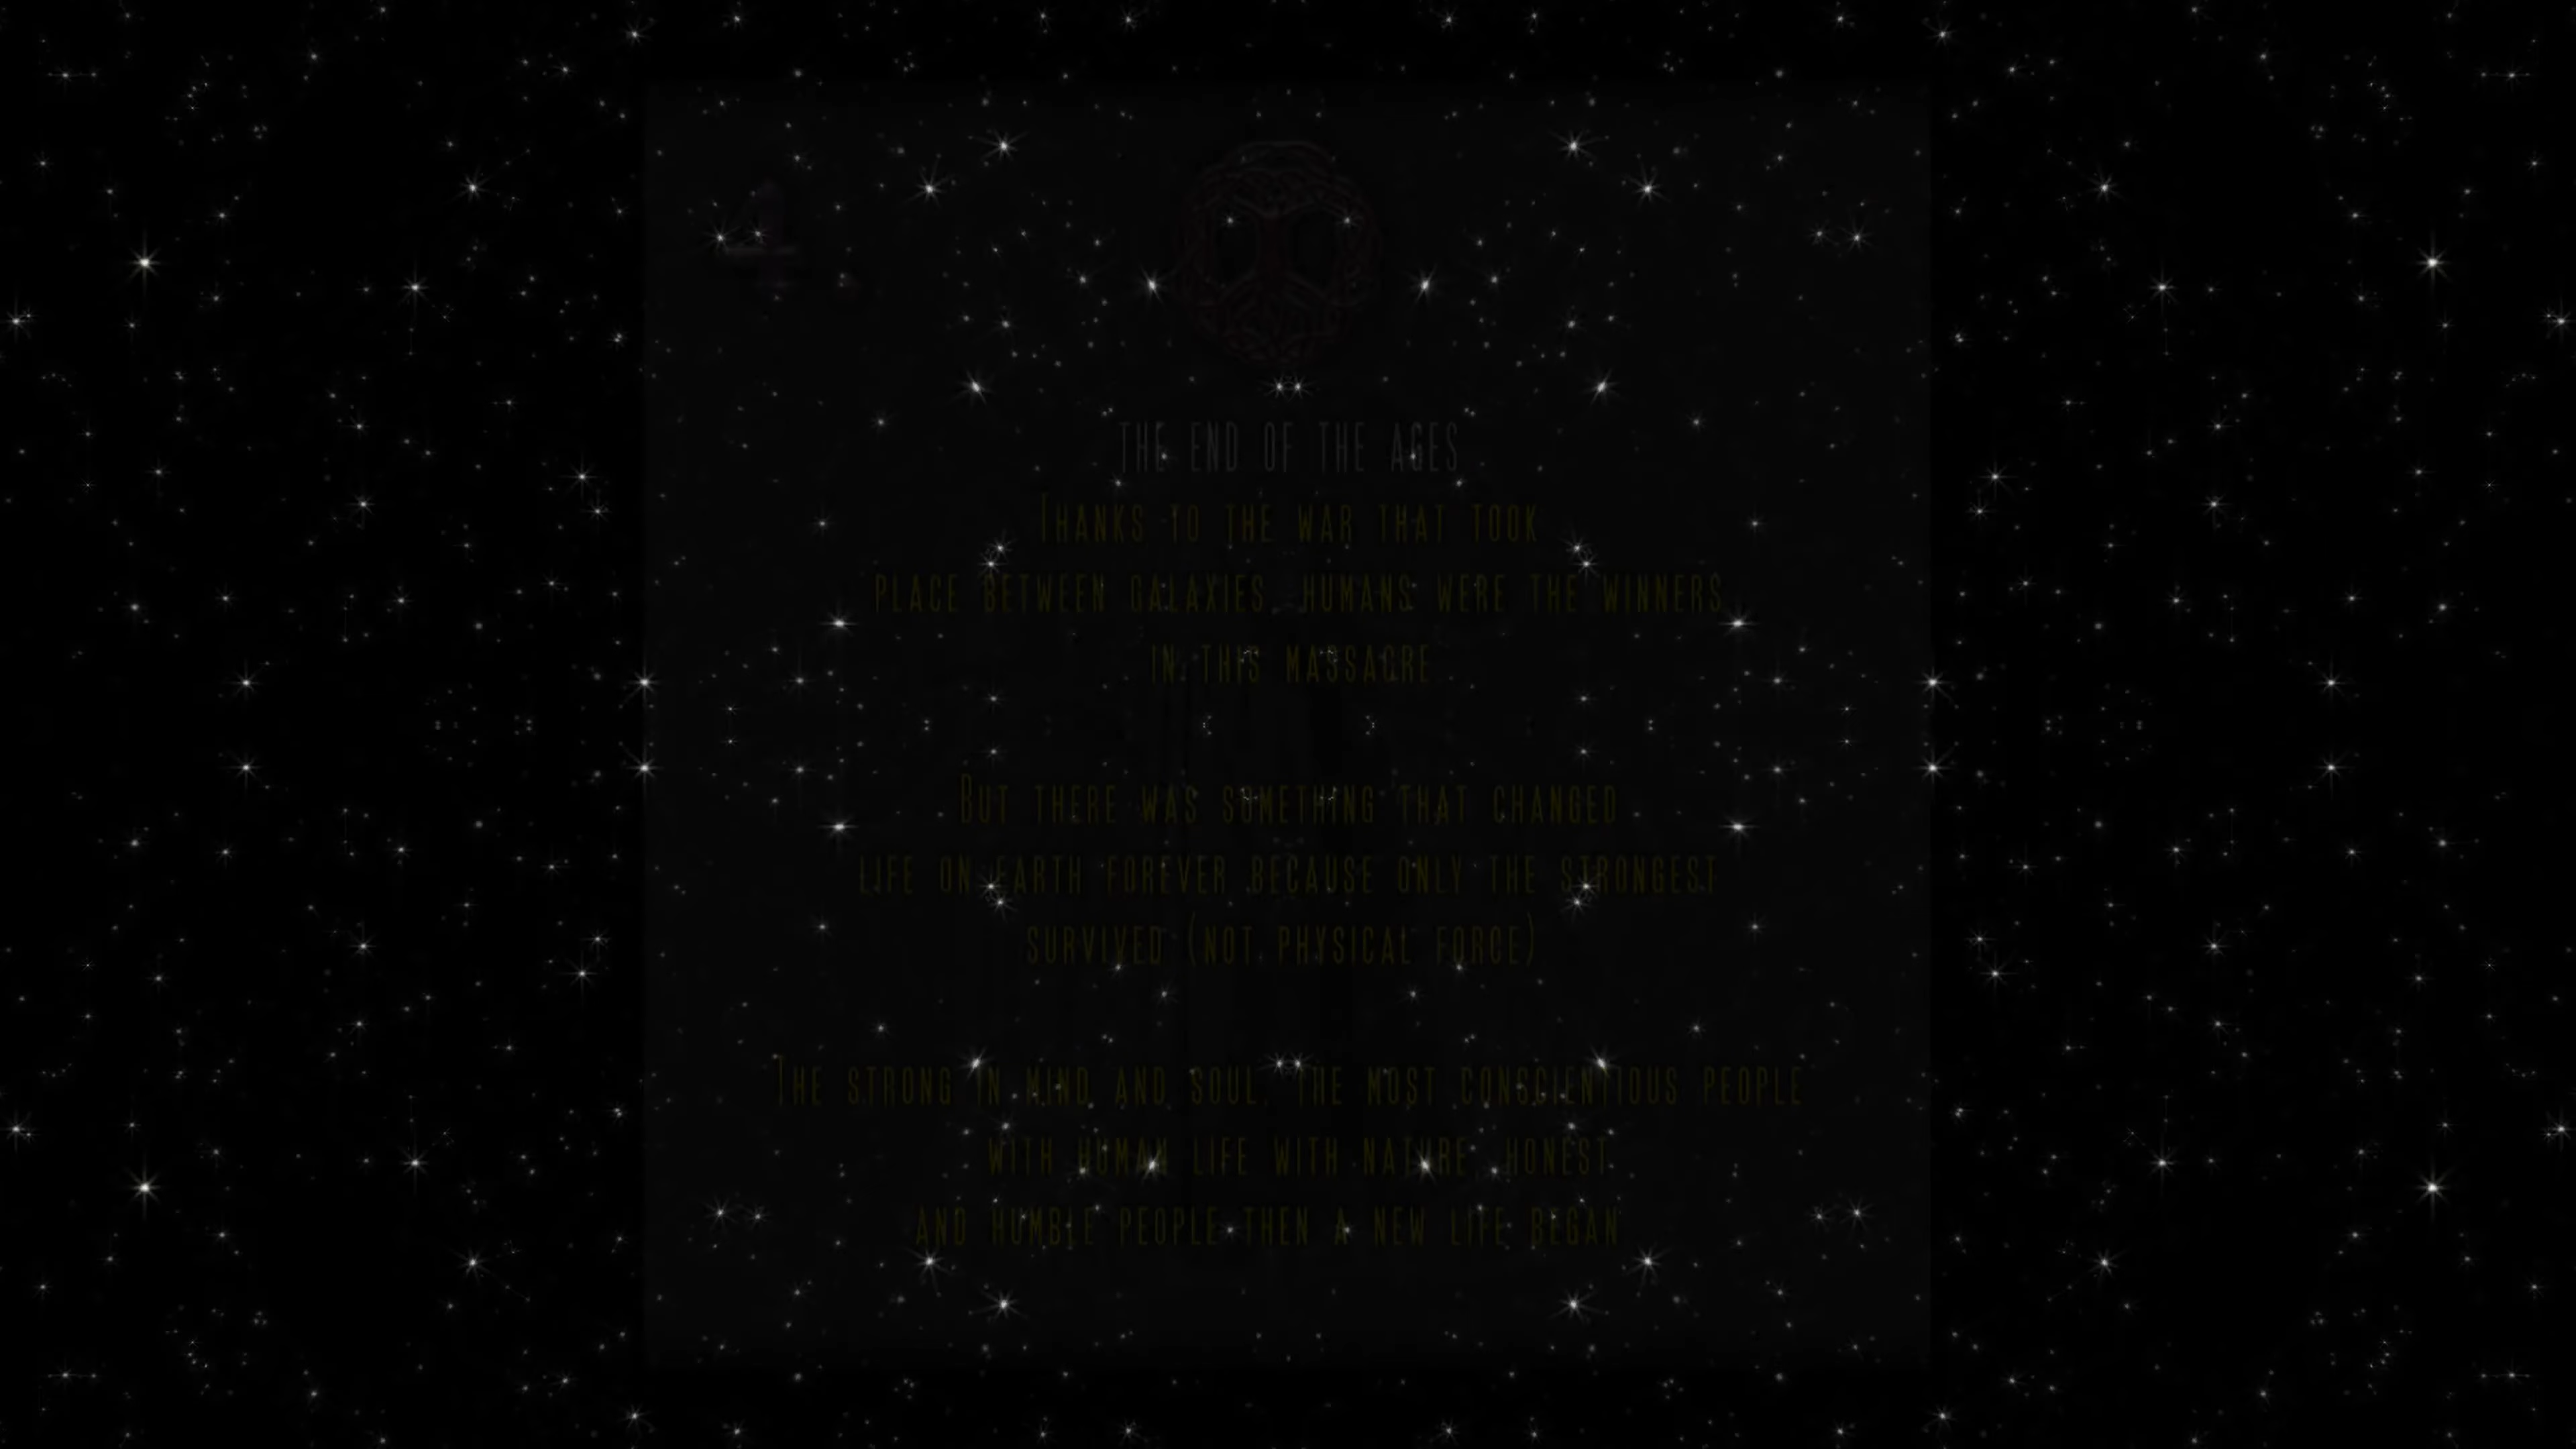 THE END OF THE AGES
THANKS TO THE WAR THAT TOOK
PLACE BETWEEN GALAXIES, HUMANS WERE THE WINNERS
IN THIS MASSACRE
BUT THERE WAS SOMETHING THAT CHANGED
LIFE ON EARTH FOREVER BECAUSE ONLY THE STRONGEST
SURVIVED (NOT PHYSICAL FORCE)
THE STRONG IN MIND AND SOUL, THE MOST CONSCIENTIOUS PEOPLE
WITH HUMAN LIFE WITH NATURE, HONEST
AND HUMBLE PEOPLE THEN A NEW LIFE BEGAN